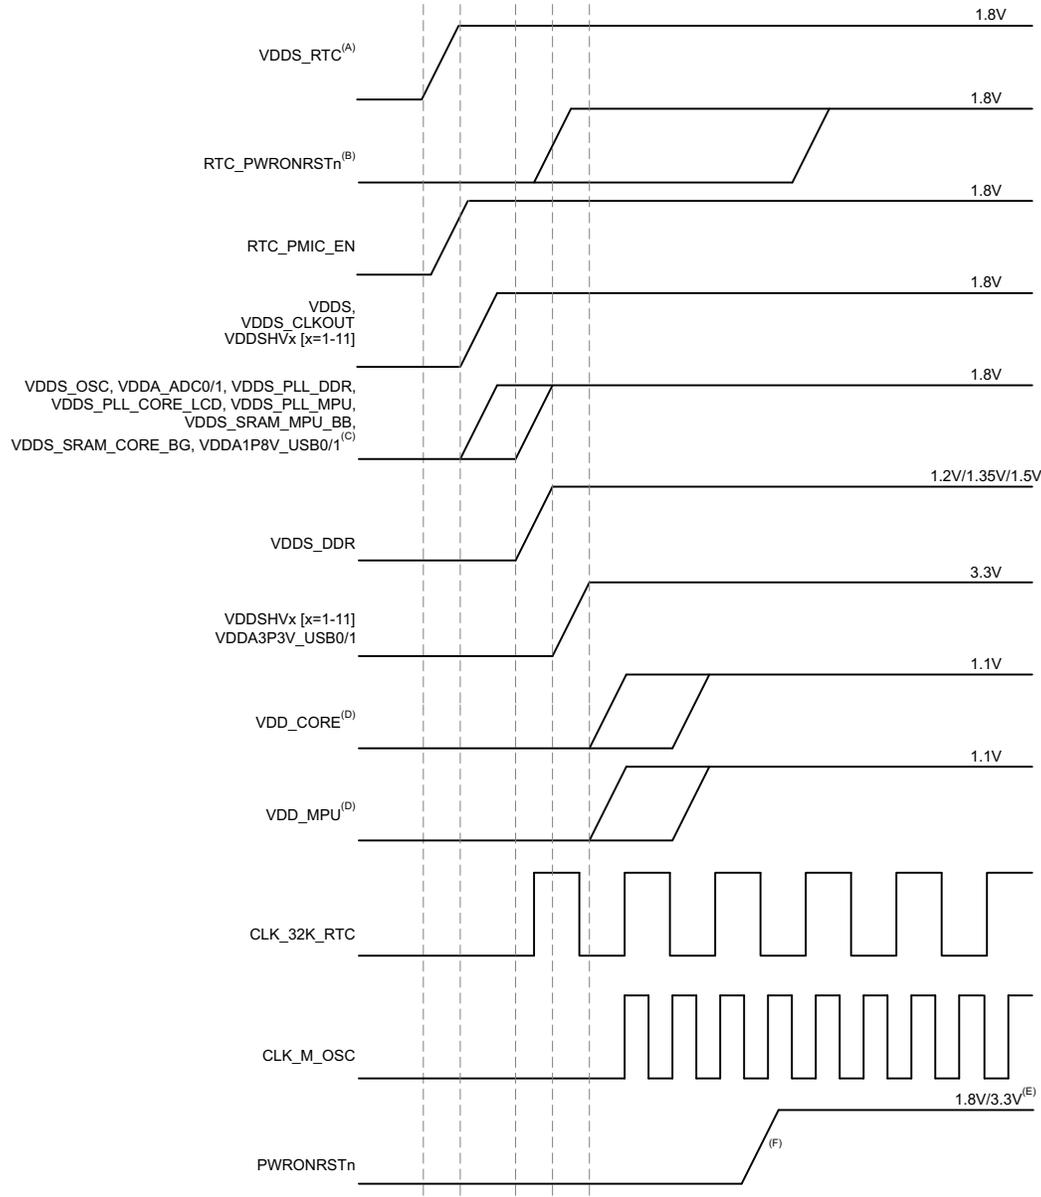 1.8V
VDDS_RTC(A)
1.8V
RTC_PWRONRSTn(B)
1.8V
RTC_PMIC_EN
1.8V
VDDS,
VDDS_CLKOUT
VDDSHVx [x=1-11]
1.8V
VDDS_OSC, VDDA_ADC0/1, VDDS_PLL_DDR,
VDDS_PLL_CORE_LCD, VDDS_PLL_MPU,
VDDS_SRAM_MPU_BB,
VDDS_SRAM_CORE_BG, VDDA1P8V_USB0/1(C)
1.2V/1.35V/1.5V
VDDS_DDR
3.3V
VDDSHVx [x=1-11]
VDDA3P3V_USB0/1
1.1V
VDD_CORE(D)
1.1V
VDD_MPU(D)
CLK_32K_RTC
CLK_M_OSC
1.8V/3.3V(E)
(F)
PWRONRSTn